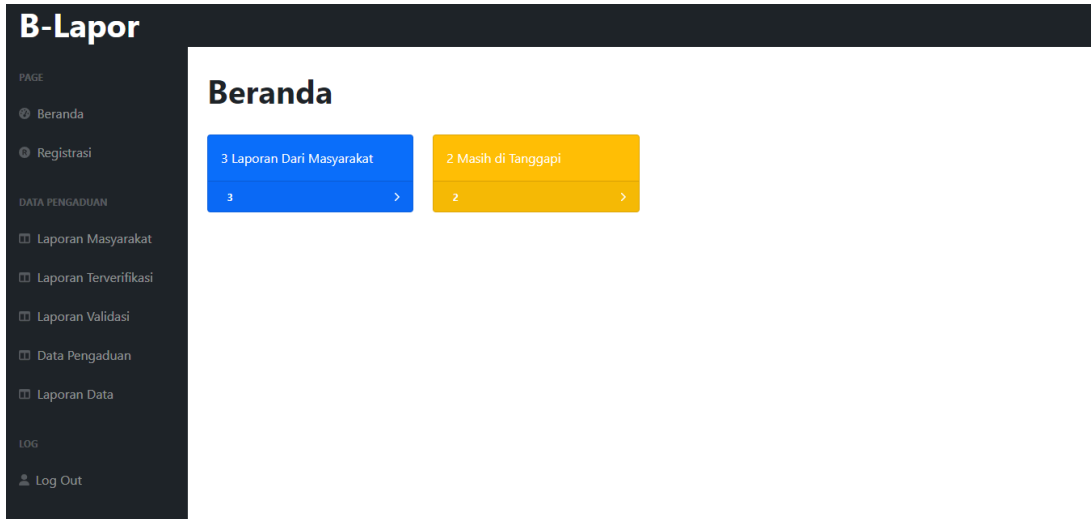 B-Lapor
PAGE
Beranda
Registrasi
DATA PENGADUAN
Laporan Masyarakat
Laporan Terverifikasi
Laporan Validasi
Data Pengaduan
Laporan Data
LOG
Log Out
Beranda
3 Laporan Dari Masyarakat
3
2 Masih di Tanggapi
2